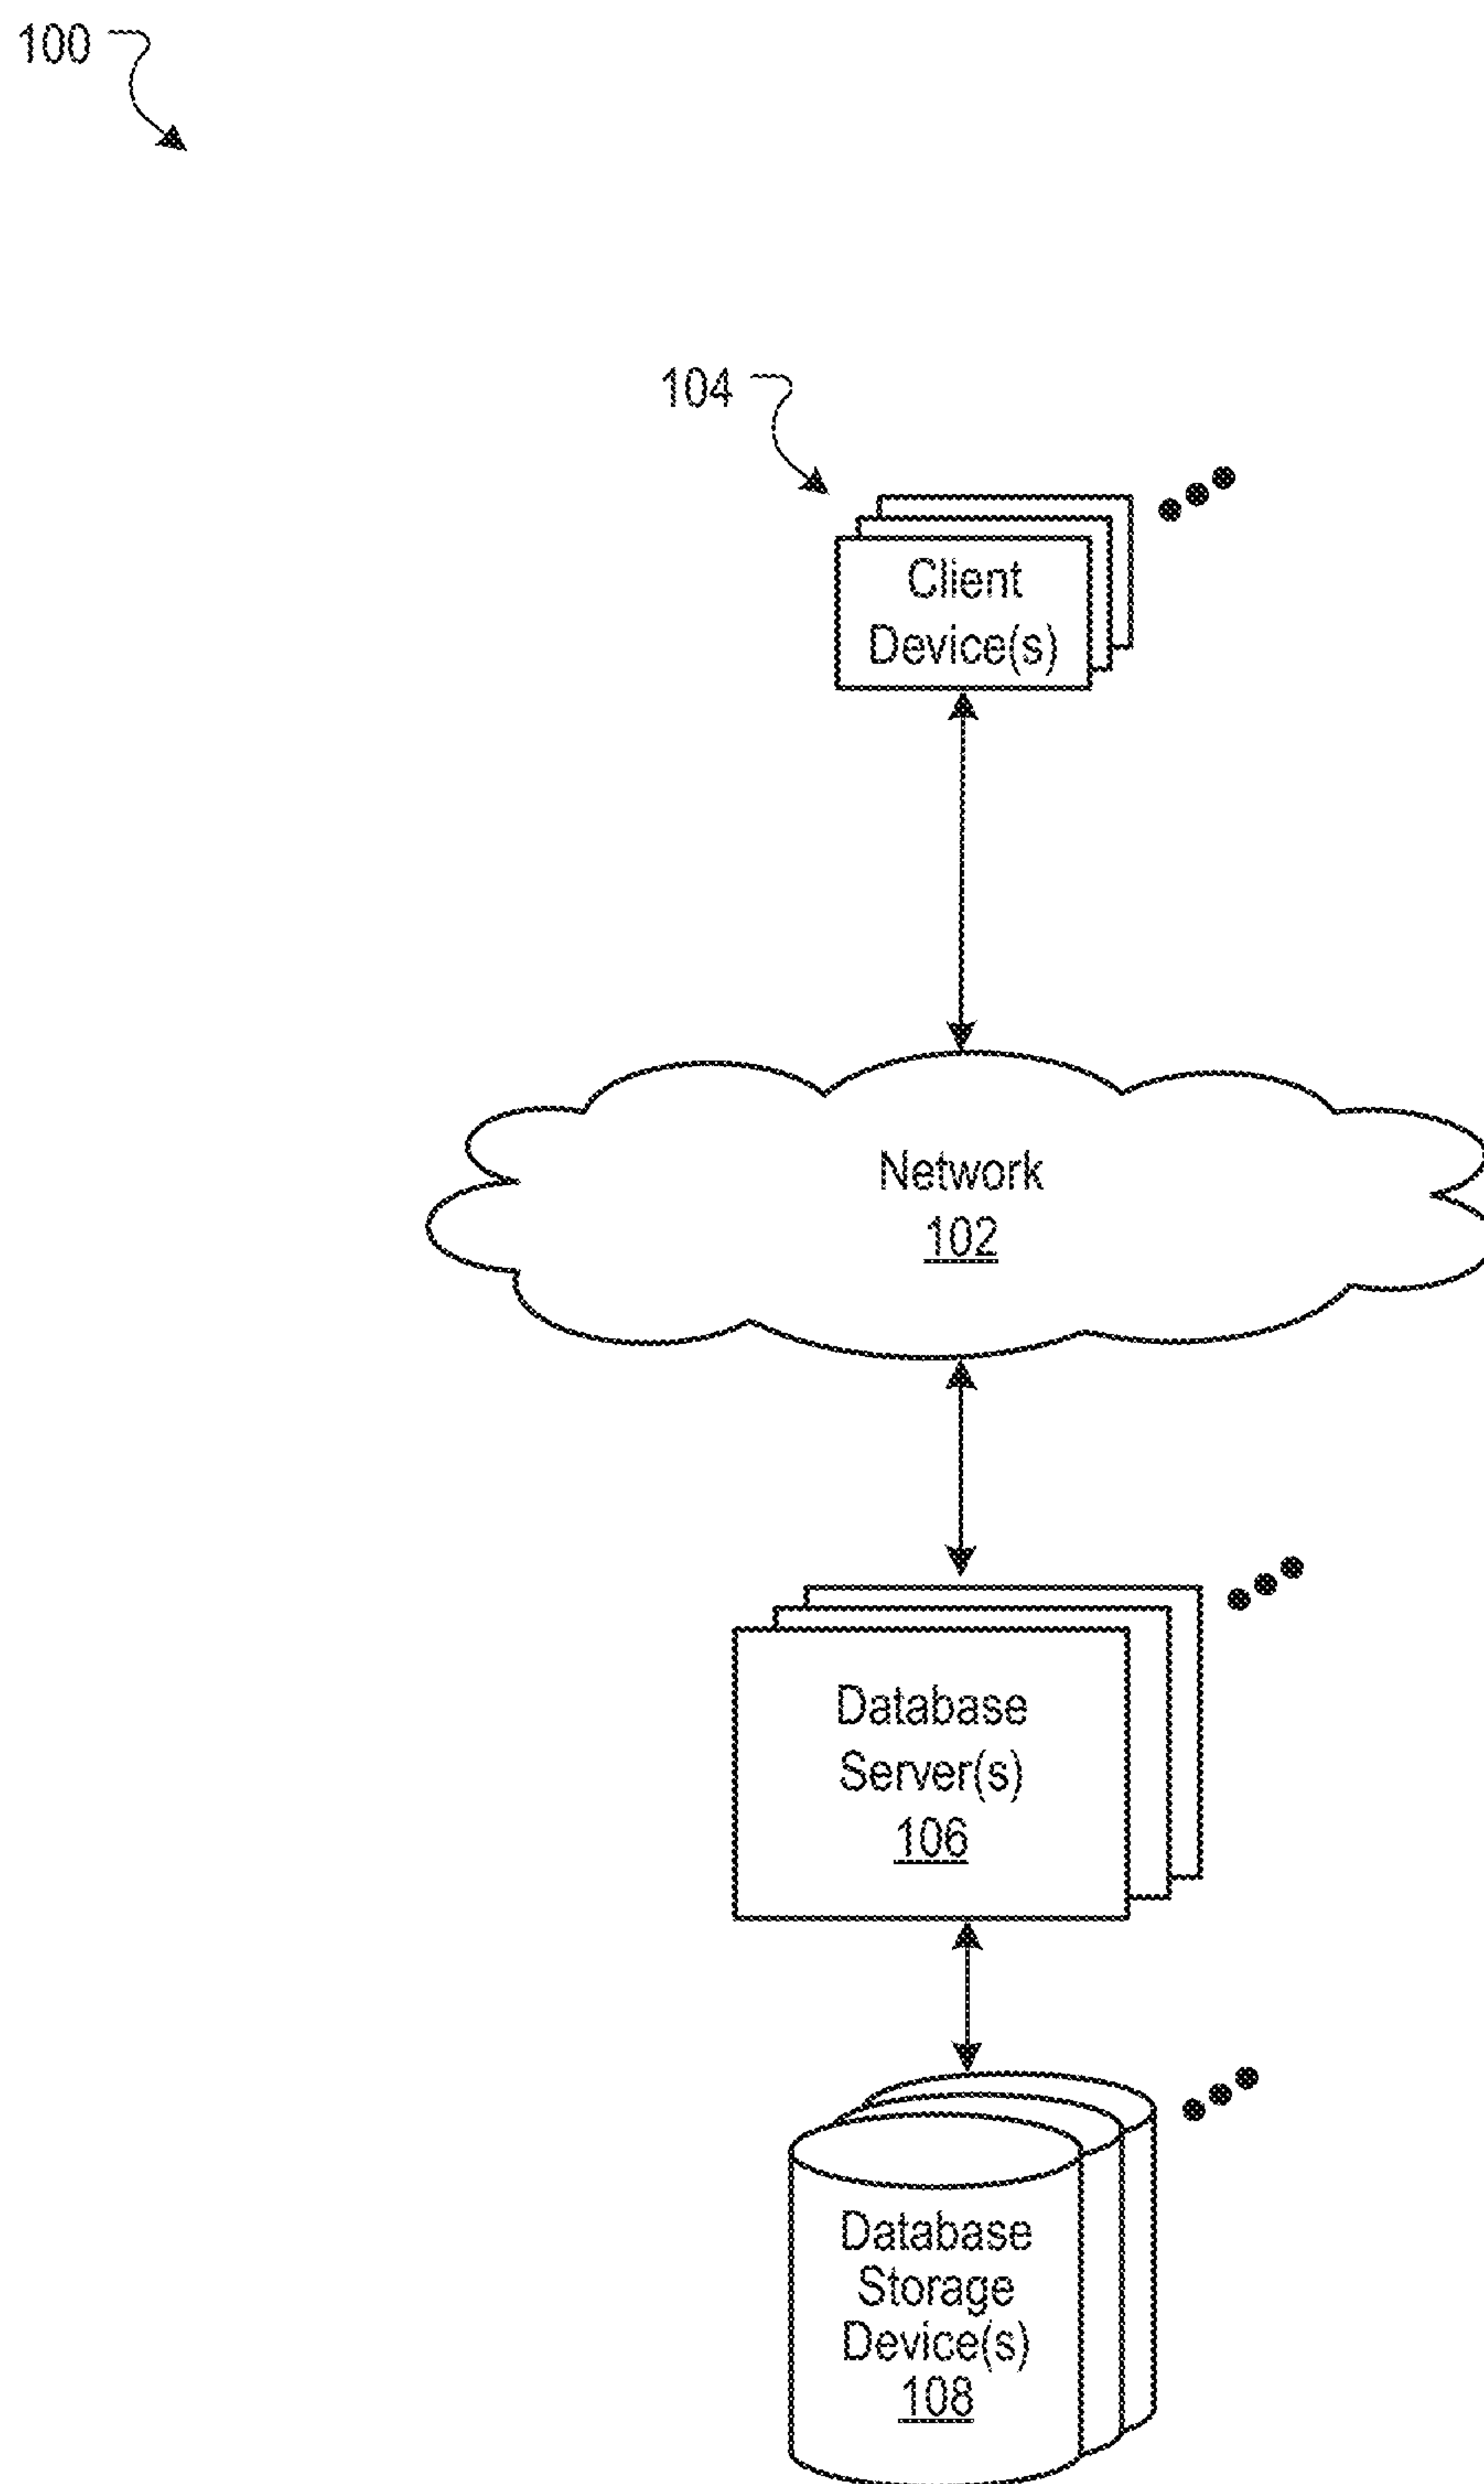 100
104
Client
Device(s)
Network
102
Database
Server(s)
106
Database
Storage
Device(s)
108